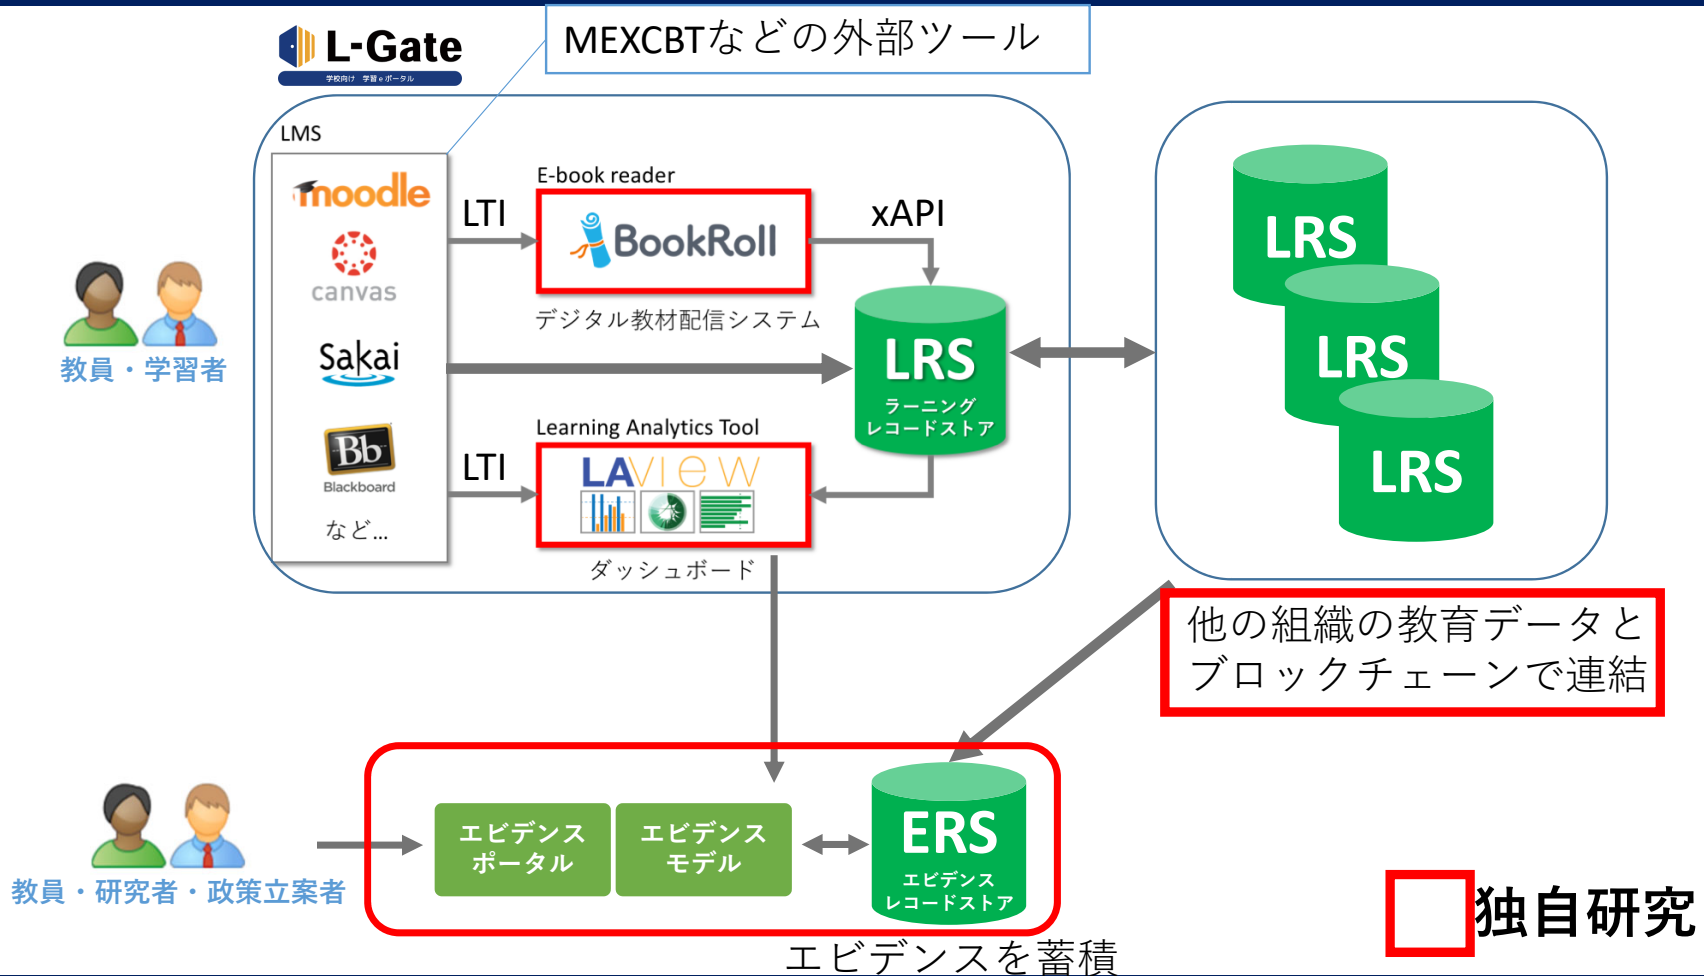 L-Gate
学校向け 学習eポータル
MEXCBTなどの外部ツール
LMS
moodle
canvas
Sakai
Bb
Blackboard
など...
LTI
E-book reader
BookRoll
デジタル教材配信システム
xAPI
LRS
ラーニング
レコードストア
LTI
Learning Analytics Tool
LAVIEW
ダッシュボード
教員・学習者
LRS
LRS
LRS
他の組織の教育データと
ブロックチェーンで連結
教員・研究者・政策立案者
エビデンス
ポータル
エビデンス
モデル
ERS
エビデンス
レコードストア
エビデンスを蓄積
独自研究